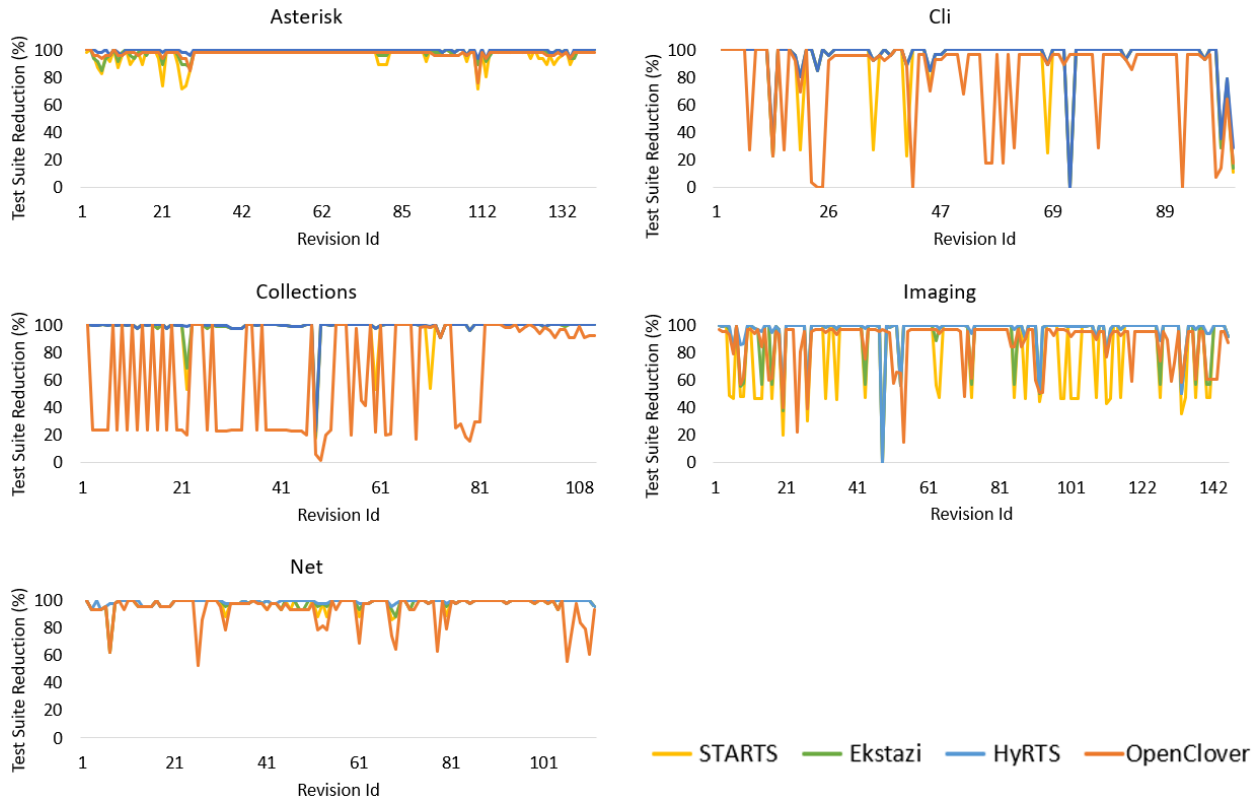 Asterisk
Test Suite Reduction (%)
100
80
60
40
20
0
1 21 42 62 85 112 132
Revision Id
Cli
Test Suite Reduction (%)
100
80
60
40
20
0
1 26 47 69 89
Revision Id
Collections
Test Suite Reduction (%)
100
80
60
40
20
0
1 21 41 61 81 108
Revision Id
Imaging
Test Suite Reduction (%)
100
80
60
40
20
0
1 21 41 61 81 101 122 142
Revision Id
Net
Test Suite Reduction (%)
100
80
60
40
20
0
1 21 41 61 81 101
Revision Id
STARTS Ekstazi HyRTS OpenClover